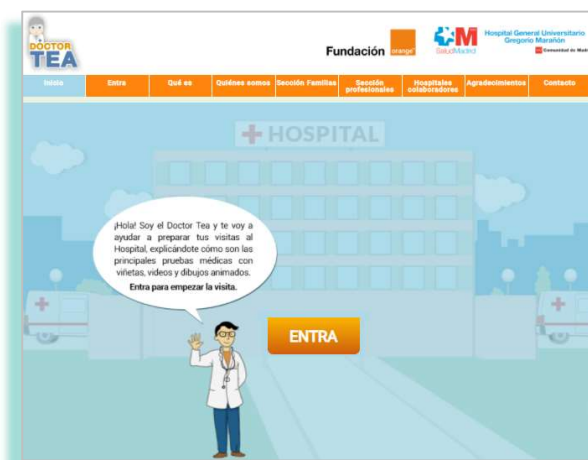 DOCTOR
TEA
Fundación
orange
SaludMadrid
Hospital General Universitario
Gregorio Marañón
Comunidad de Madrid
Inicio
Entra
Qué es
Quiénes somos
Sección Familias
Sección
profesionales
Hospitales
colaboradores
Agradecimientos
Contacto
HOSPITAL
¡Hola! Soy el Doctor Tea y te voy a
ayudar a preparar tus visitas al
Hospital, explicándote cómo son las
principales pruebas médicas con
viñetas, videos y dibujos animados.
Entra para empezar la visita.
ENTRA